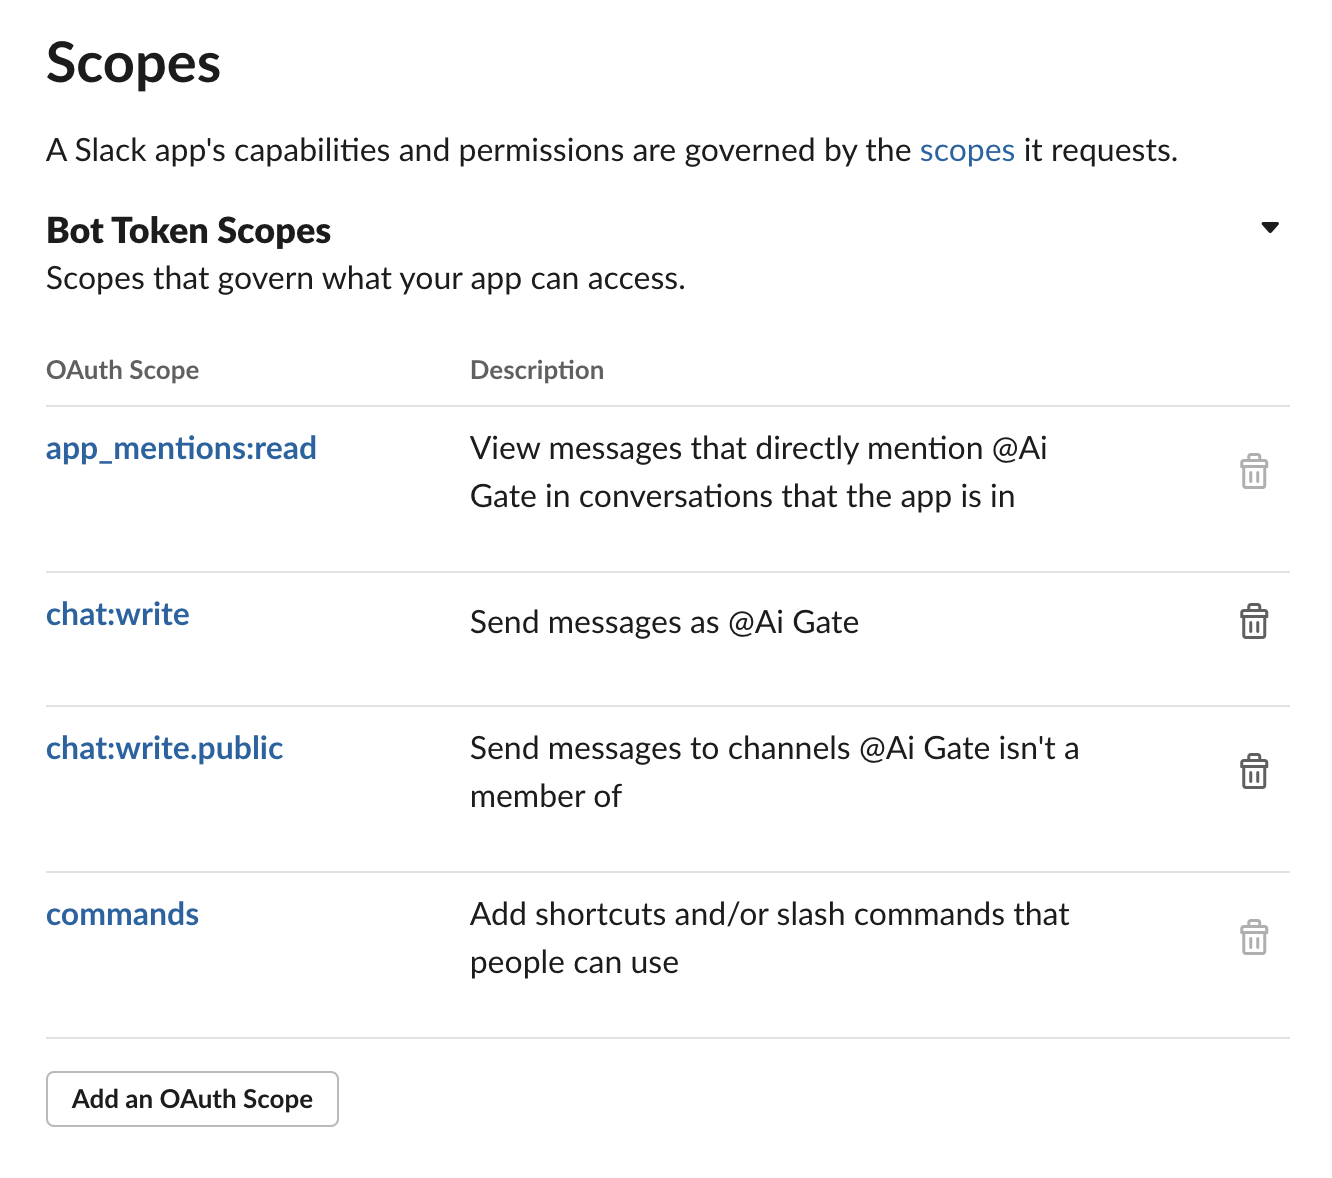 Scopes
A Slack app's capabilities and permissions are governed by the scopes it requests.
Bot Token Scopes
Scopes that govern what your app can access.
OAuth Scope Description
app_mentions:read View messages that directly mention @Ai
Gate in conversations that the app is in
chat:write Send messages as @Ai Gate
chat:write.public Send messages to channels @Ai Gate isn't a
member of
commands Add shortcuts and/or slash commands that
people can use
Add an OAuth Scope